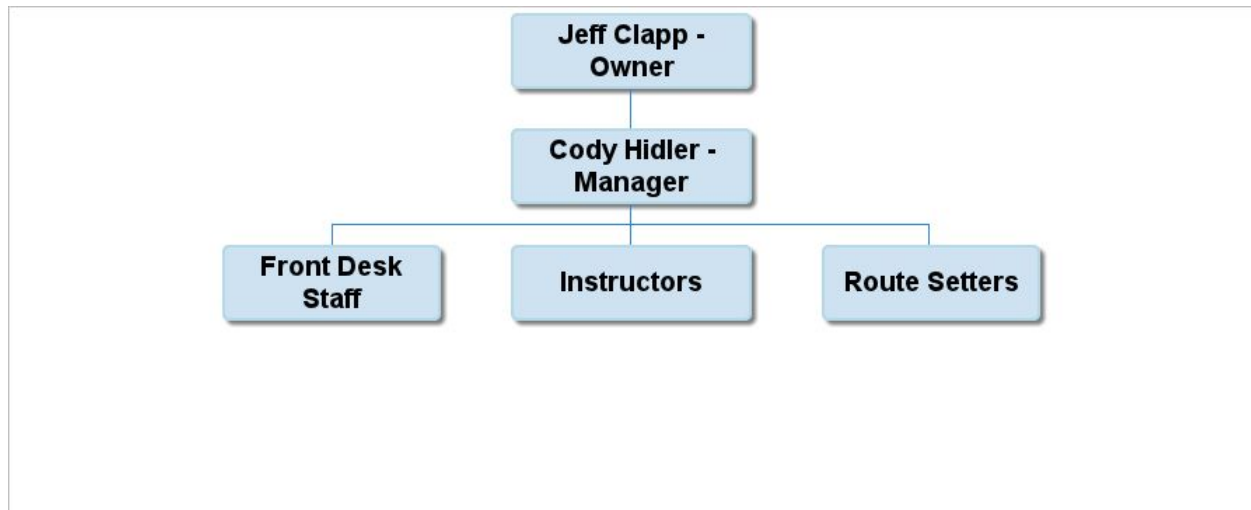 Jeff Clapp -
Owner
Cody Hidler -
Manager
Front Desk
Staff
Instructors
Route Setters